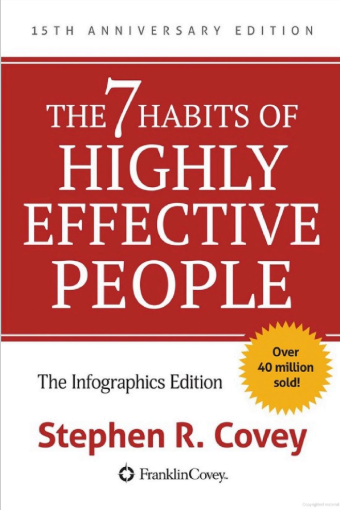 15TH ANNIVERSARY EDITION
THE 7 HABITS OF
HIGHLY
EFFECTIVE
PEOPLE
Over
40 million
sold!
The Infographics Edition
Stephen R. Covey
FranklinCovey